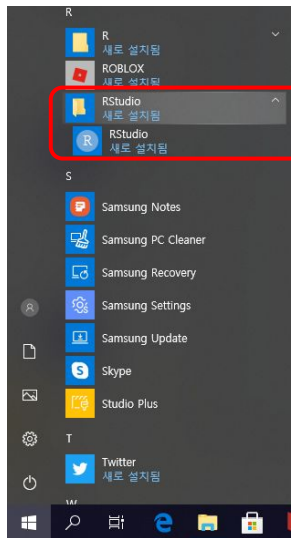 R
R
새로 설치됨
ROBLOX
새로 설치됨
RStudio
새로 설치됨
R
RStudio
새로 설치됨
S
Samsung Notes
Samsung PC Cleaner
Samsung Recovery
Samsung Settings
Samsung Update
S
Skype
Studio Plus
T
Twitter
새로 설치됨
W